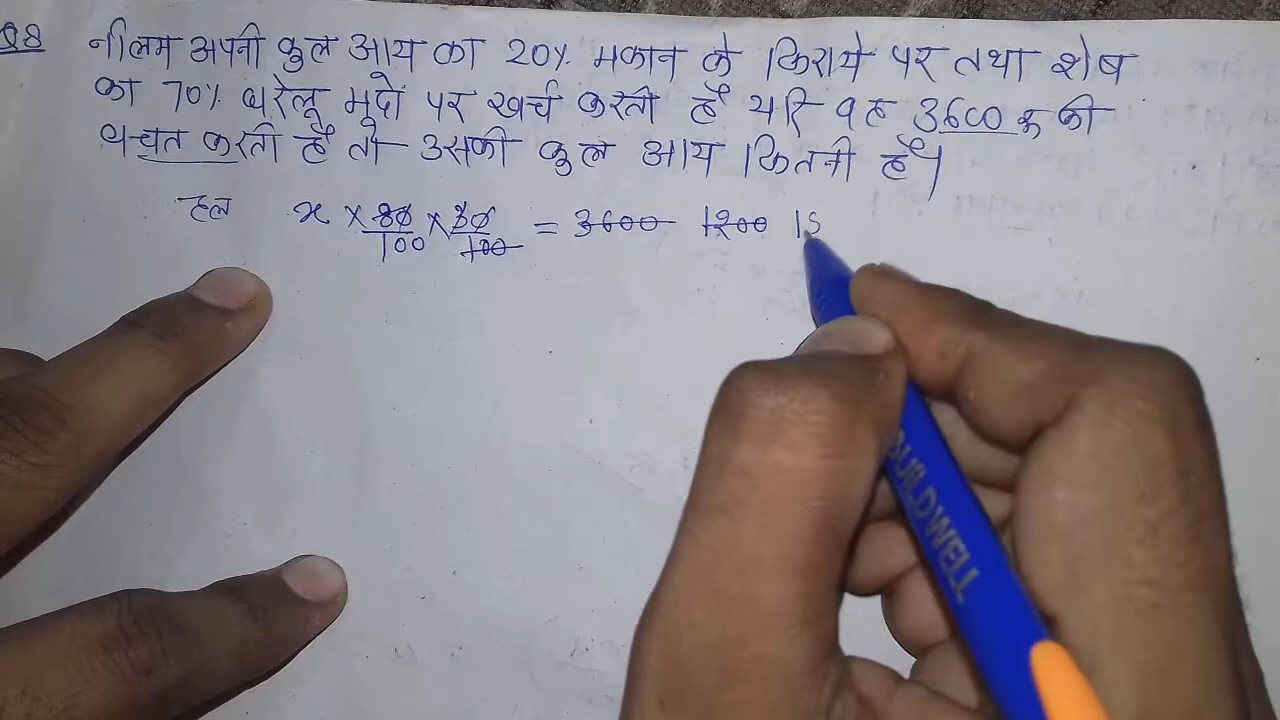 Q8 नीलम अपनी कुल आय का 20% मकान के किराये पर तथा शेष
का 70% घरेलू मुद्दो पर खर्च करती है यदि वह 3600 रु की
बचत करती है तो उसकी कुल आय कितनी है।
हल x × 80/100 × 30/100 = 3600 1200 15
BUILDWELL